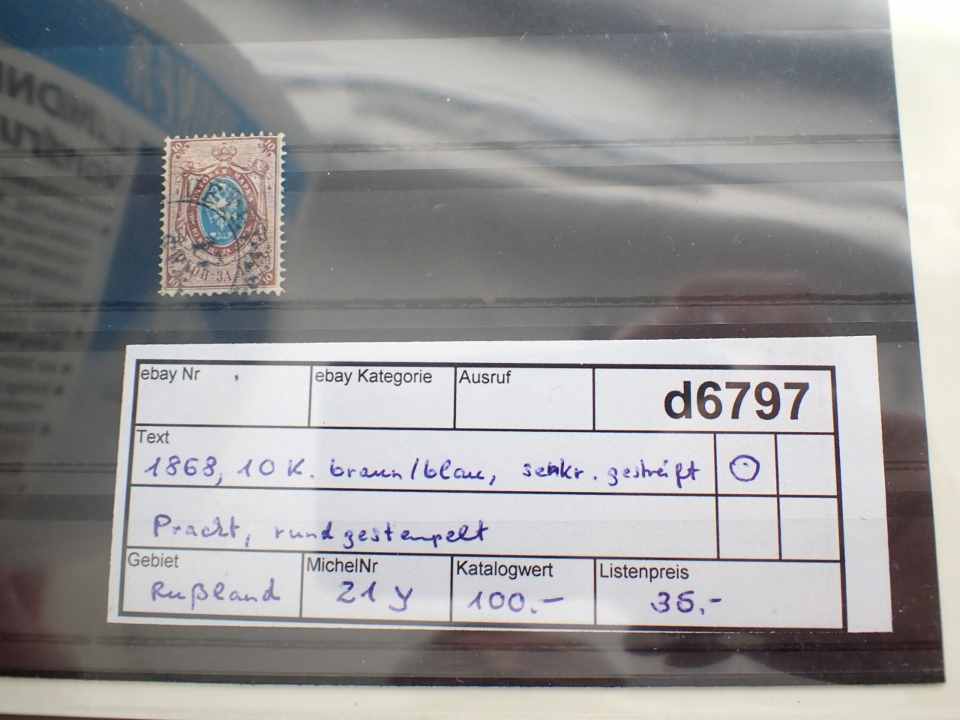 ebay Nr ebay Kategorie Ausruf d6797
Text
1868, 10 K. braun/blau, senkr. gestreift
Pracht, rund gestempelt
Gebiet MichelNr Katalogwert Listenpreis
Rußland 21 y 100.- 35.-